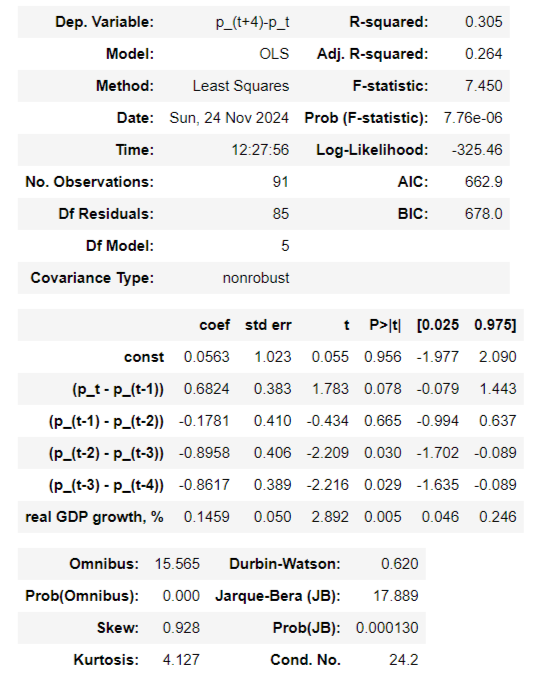 Dep. Variable: p_(t+4)-p_t R-squared: 0.305
Model: OLS Adj. R-squared: 0.264
Method: Least Squares F-statistic: 7.450
Date: Sun, 24 Nov 2024 Prob (F-statistic): 7.76e-06
Time: 12:27:56 Log-Likelihood: -325.46
No. Observations: 91 AIC: 662.9
Df Residuals: 85 BIC: 678.0
Df Model: 5
Covariance Type: nonrobust
coef std err t P>|t| [0.025 0.975]
const 0.0563 1.023 0.055 0.956 -1.977 2.090
(p_t - p_(t-1)) 0.6824 0.383 1.783 0.078 -0.079 1.443
(p_(t-1) - p_(t-2)) -0.1781 0.410 -0.434 0.665 -0.994 0.637
(p_(t-2) - p_(t-3)) -0.8958 0.406 -2.209 0.030 -1.702 -0.089
(p_(t-3) - p_(t-4)) -0.8617 0.389 -2.216 0.029 -1.635 -0.089
real GDP growth, % 0.1459 0.050 2.892 0.005 0.046 0.246
Omnibus: 15.565 Durbin-Watson: 0.620
Prob(Omnibus): 0.000 Jarque-Bera (JB): 17.889
Skew: 0.928 Prob(JB): 0.000130
Kurtosis: 4.127 Cond. No. 24.2